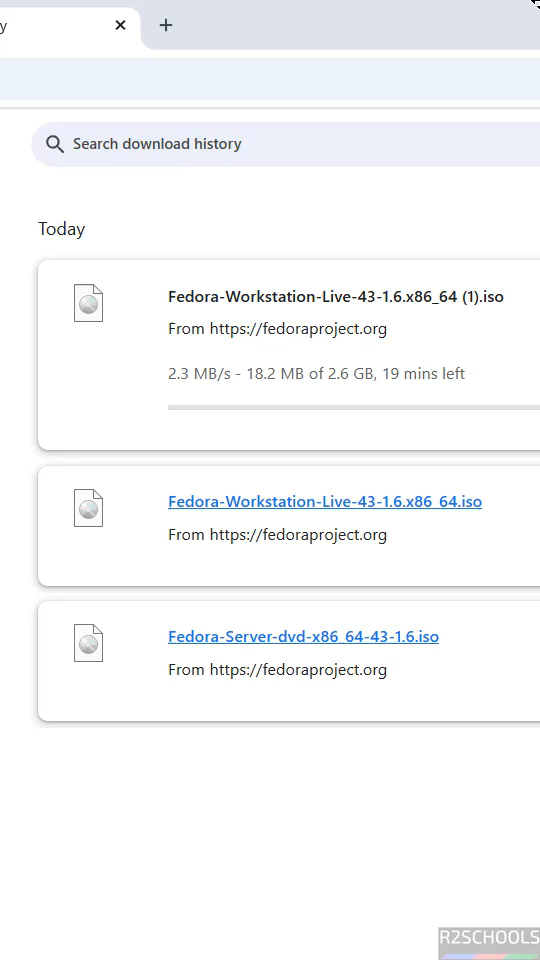 y
Search download history
Today
Fedora-Workstation-Live-43-1.6.x86_64 (1).iso
From https://fedoraproject.org
2.3 MB/s - 18.2 MB of 2.6 GB, 19 mins left
Fedora-Workstation-Live-43-1.6.x86_64.iso
From https://fedoraproject.org
Fedora-Server-dvd-x86_64-43-1.6.iso
From https://fedoraproject.org
R2SCHOOLS